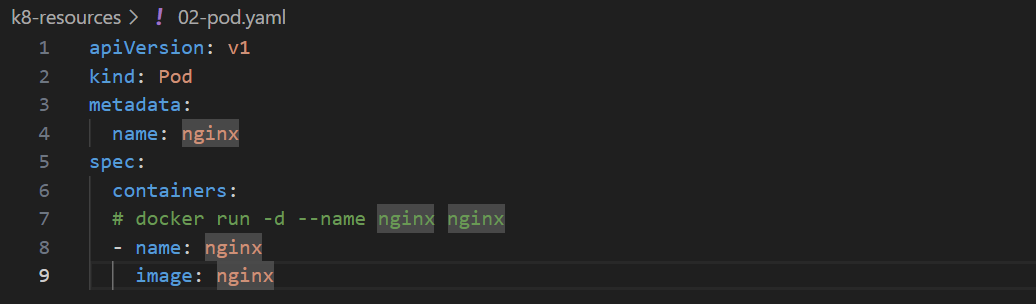 k8-resources > ! 02-pod.yaml
1 apiVersion: v1
2 kind: Pod
3 metadata:
4   name: nginx
5 spec:
6   containers:
7   # docker run -d --name nginx nginx
8   - name: nginx
9     image: nginx